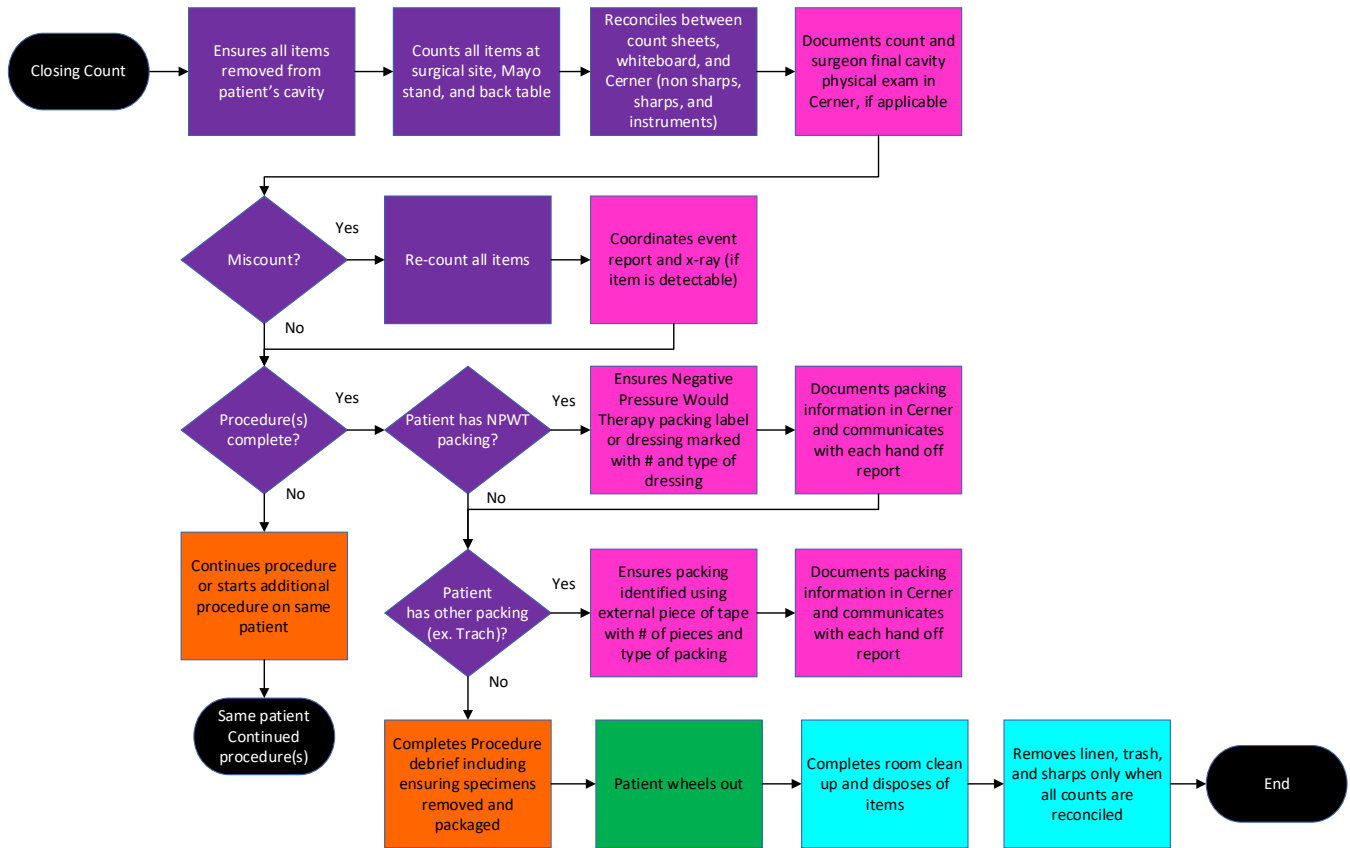 Closing Count
Ensures all items
removed from
patient’s cavity
Counts all items at
surgical site, Mayo
stand, and back table
Reconciles between
count sheets,
whiteboard, and
Cerner (non sharps,
sharps, and
instruments)
Documents count and
surgeon final cavity
physical exam in
Cerner, if applicable
Miscount?
Yes
Re-count all items
Coordinates event
report and x-ray (if
item is detectable)
No
Procedure(s)
complete?
Yes
Patient has NPWT
packing?
Yes
Ensures Negative
Pressure Would
Therapy packing label
or dressing marked
with # and type of
dressing
Documents packing
information in Cerner
and communicates
with each hand off
report
No
No
Continues procedure
or starts additional
procedure on same
patient
Patient
has other packing
(ex. Trach)?
Yes
Ensures packing
identified using
external piece of tape
with # of pieces and
type of packing
Documents packing
information in Cerner
and communicates
with each hand off
report
No
Same patient
Continued
procedure(s)
Completes Procedure
debrief including
ensuring specimens
removed and
packaged
Patient wheels out
Completes room clean
up and disposes of
items
Removes linen, trash,
and sharps only when
all counts are
reconciled
End